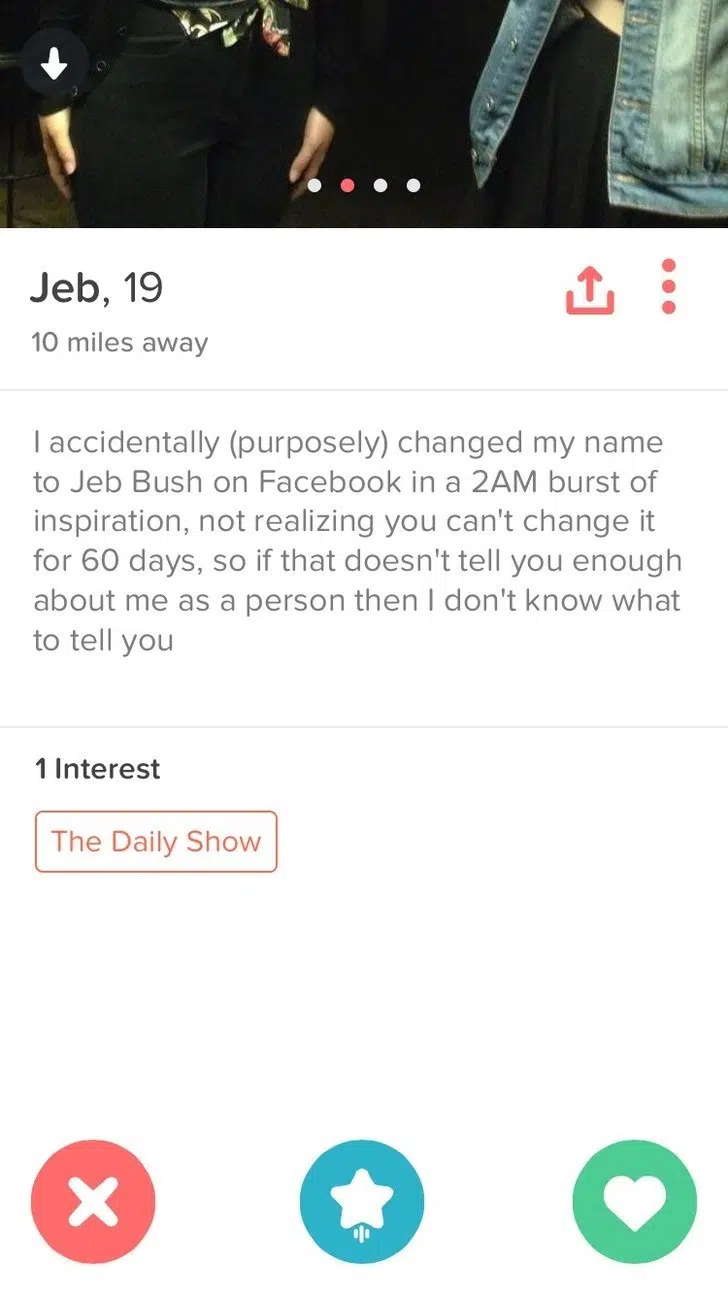 Jeb, 19
10 miles away
I accidentally (purposely) changed my name
to Jeb Bush on Facebook in a 2AM burst of
inspiration, not realizing you can't change it
for 60 days, so if that doesn't tell you enough
about me as a person then I don't know what
to tell you
1 Interest
The Daily Show